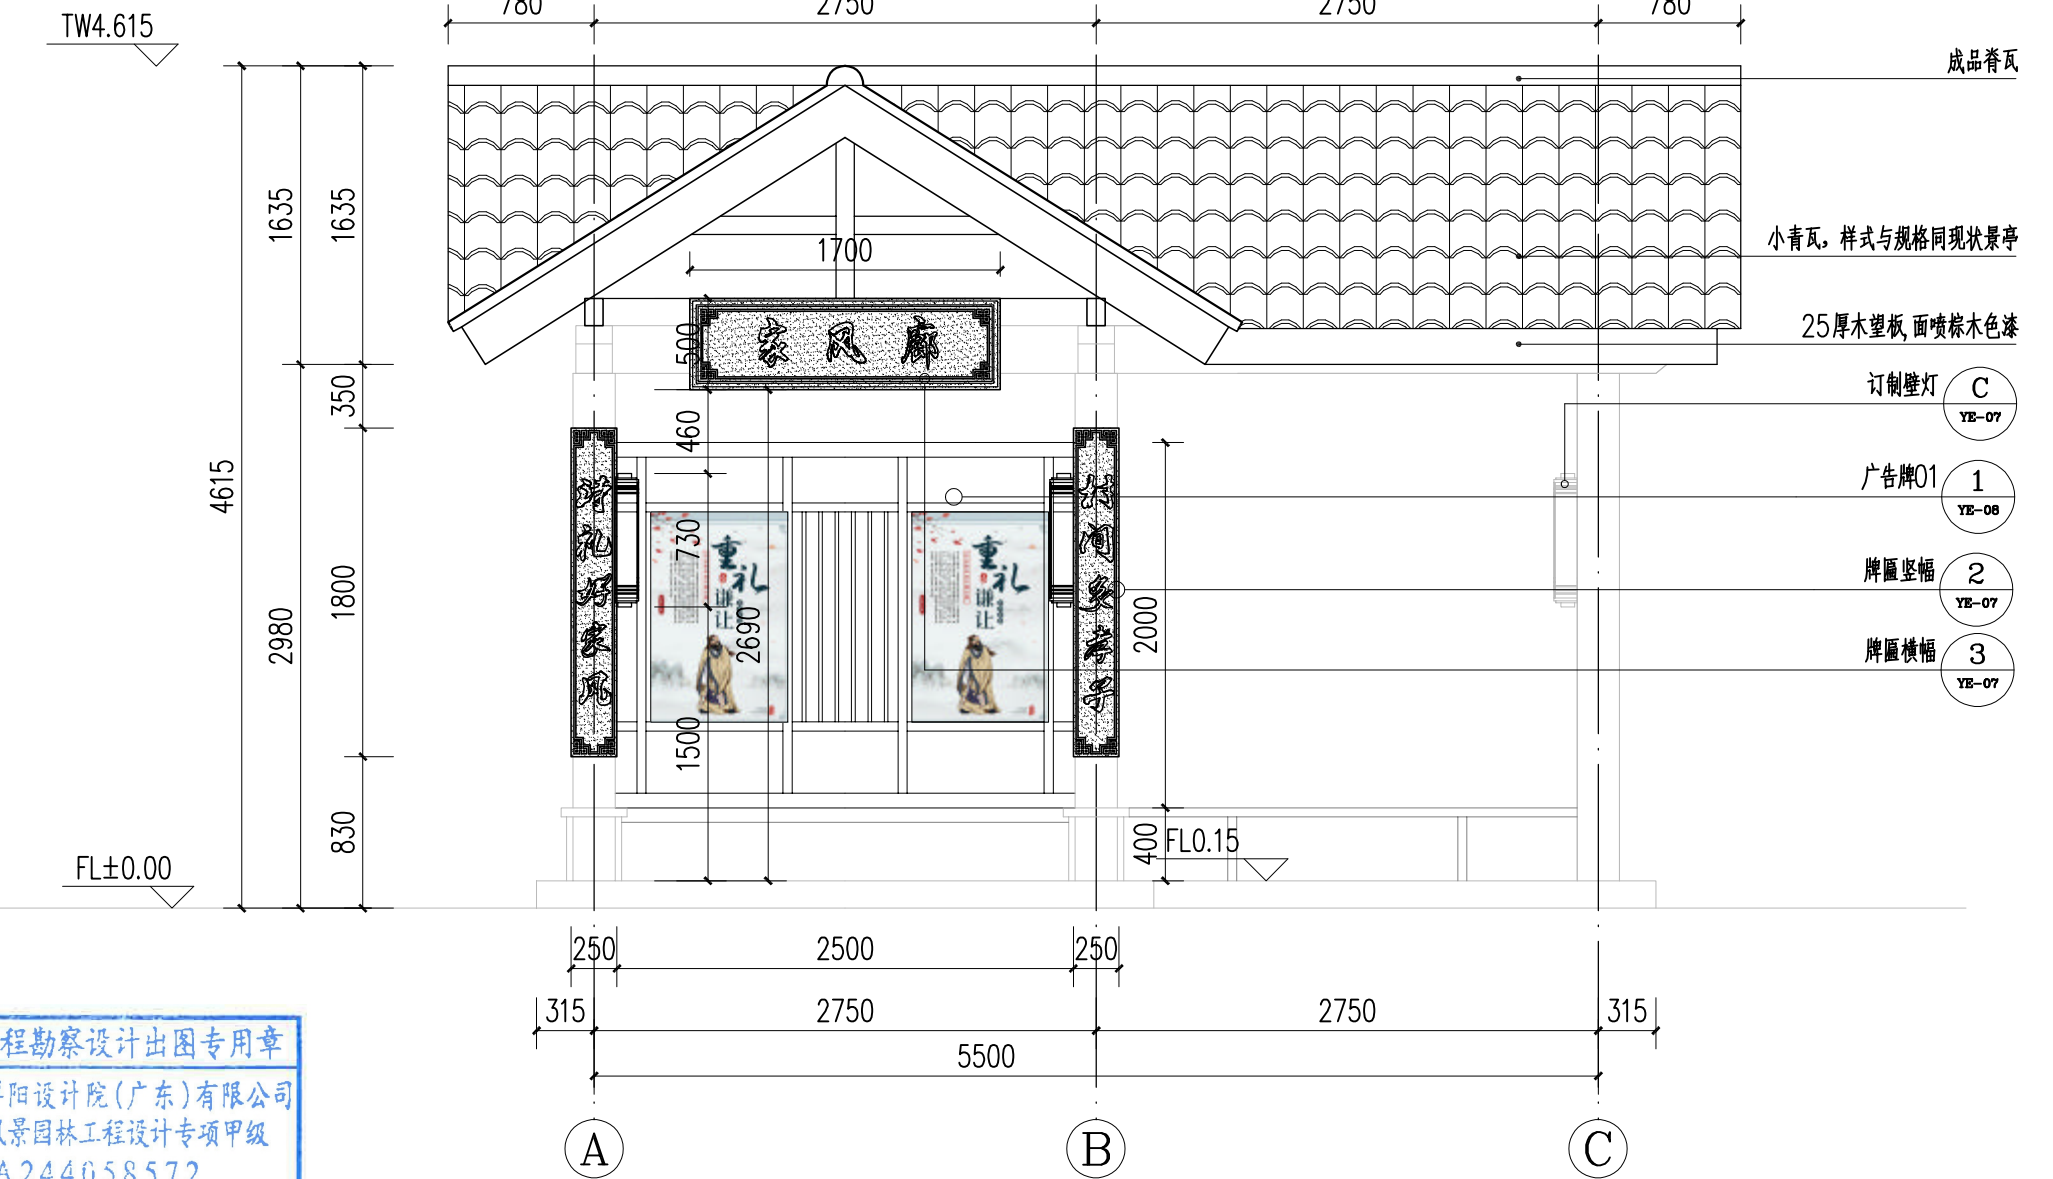 780 2750 2750 780
TW4.615
成品脊瓦
1635 1635
小青瓦，样式与规格同现状景亭
1700
25厚木望板,面喷棕木色漆
500
家风廊
订制壁灯 C YE-07
350
460
4615
广告牌01 1 YE-08
诗礼好家风
730
重礼
谦让
重礼
谦让
牌匾竖幅 2 YE-07
1800
2980
2690
2000
牌匾横幅 3 YE-07
1500
830
400
FL0.15
FL±0.00
250 2500 250
315 2750 2750 315
5500
程勘察设计出图专用章
阳设计院(广东)有限公司
景园林工程设计专项甲级
A244058572
A B C